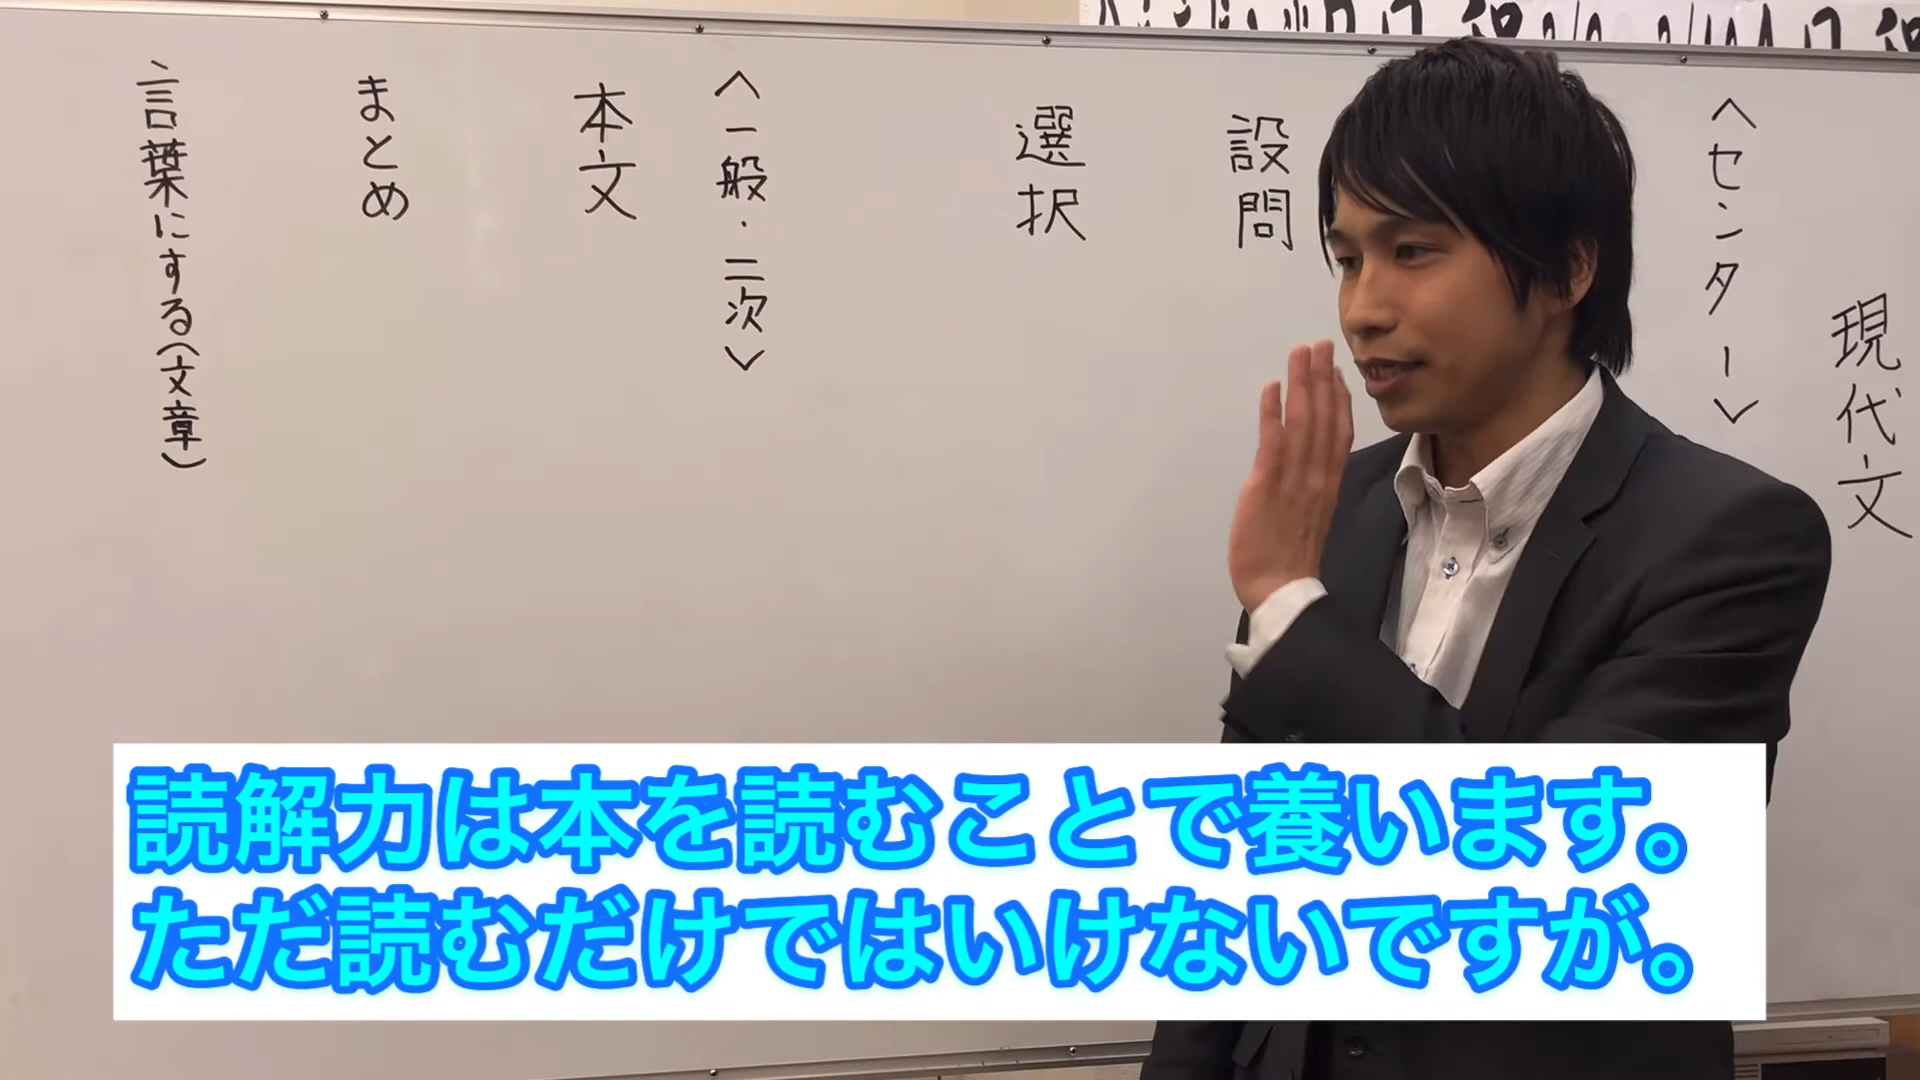 現代文
〈センター〉
設問
選択
〈一般・二次〉
本文
まとめ
言葉にする(文章)
読解力は本を読むことで養います。
ただ読むだけではいけないですが。